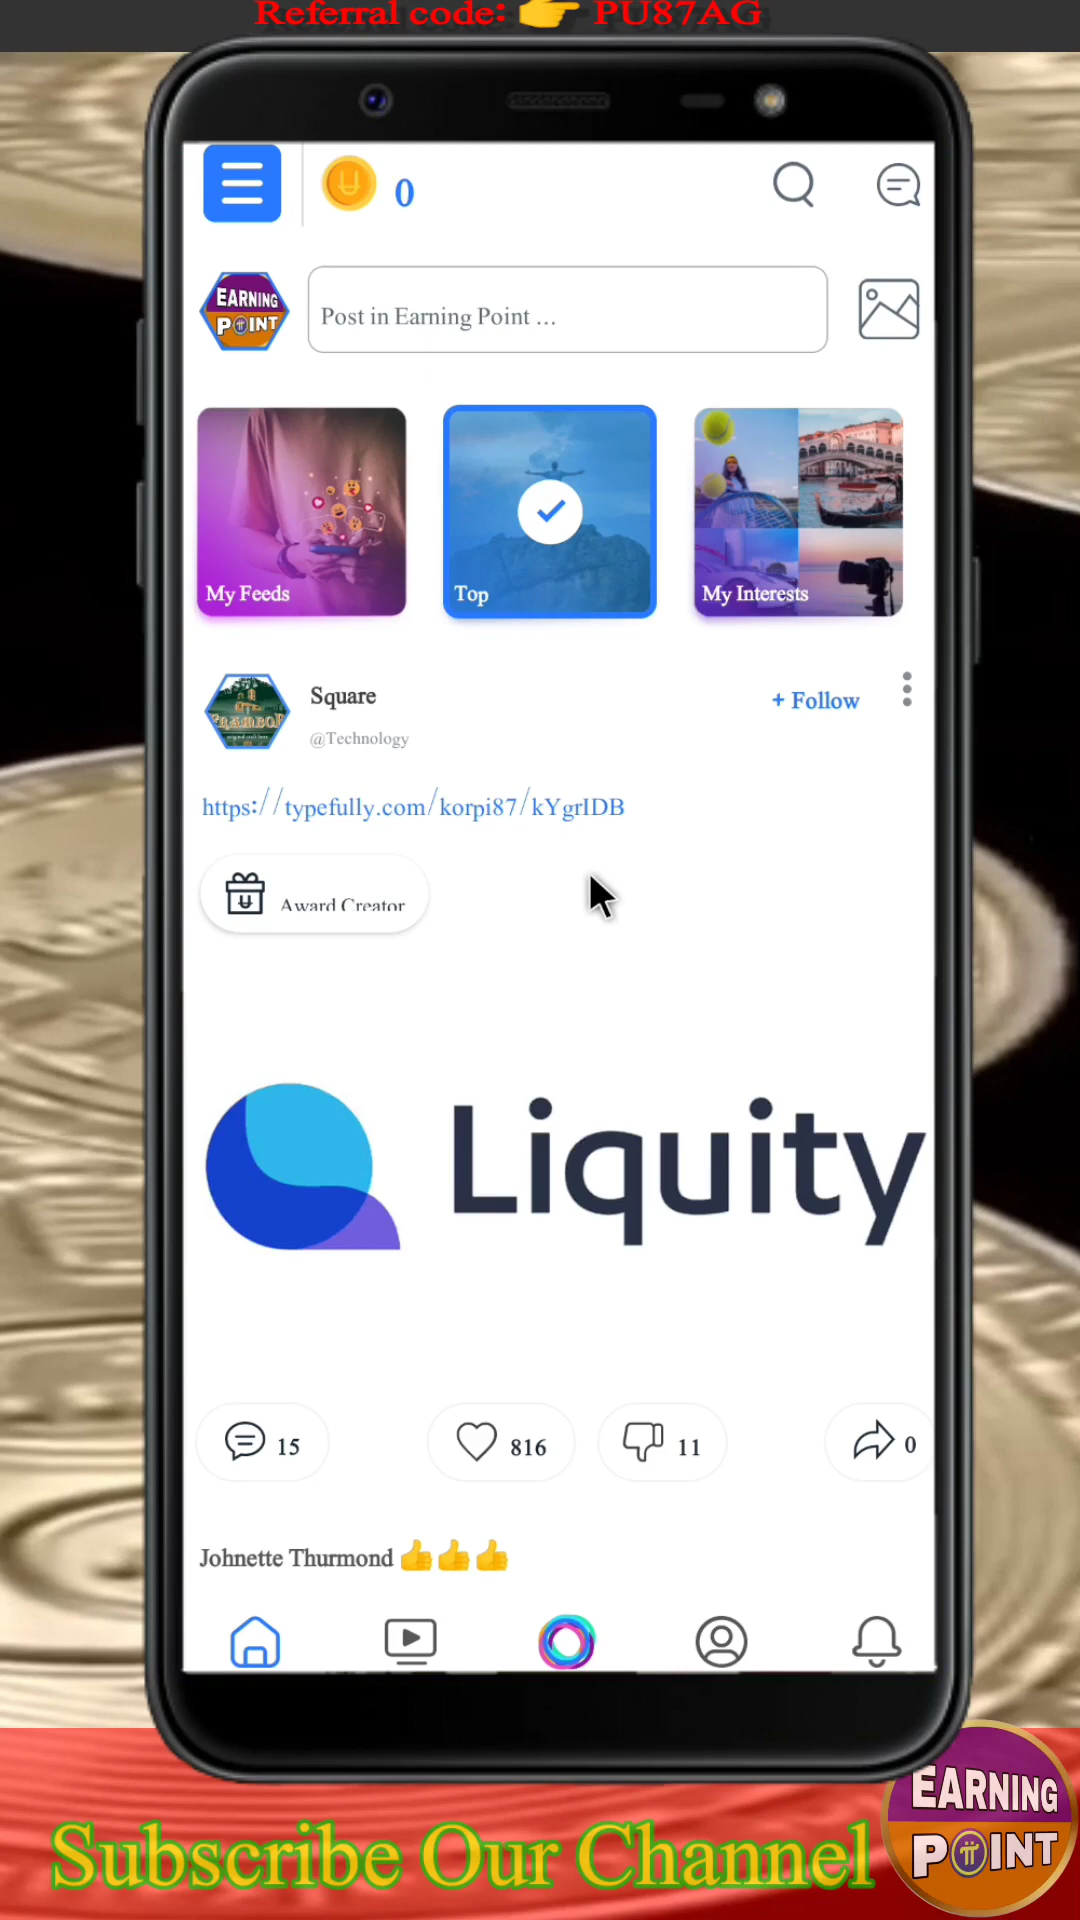 Referral code: 👉 PU87AG
0
EARNING
POINT
Post in Earning Point ...
My Feeds
Top
My Interests
Square
+ Follow
@Technology
https://typefully.com/korpi87/kYgrIDB
Award Creator
Liquity
15
816
11
0
Johnette Thurmond 👍👍👍
Subscribe Our Channel
EARNING
POINT